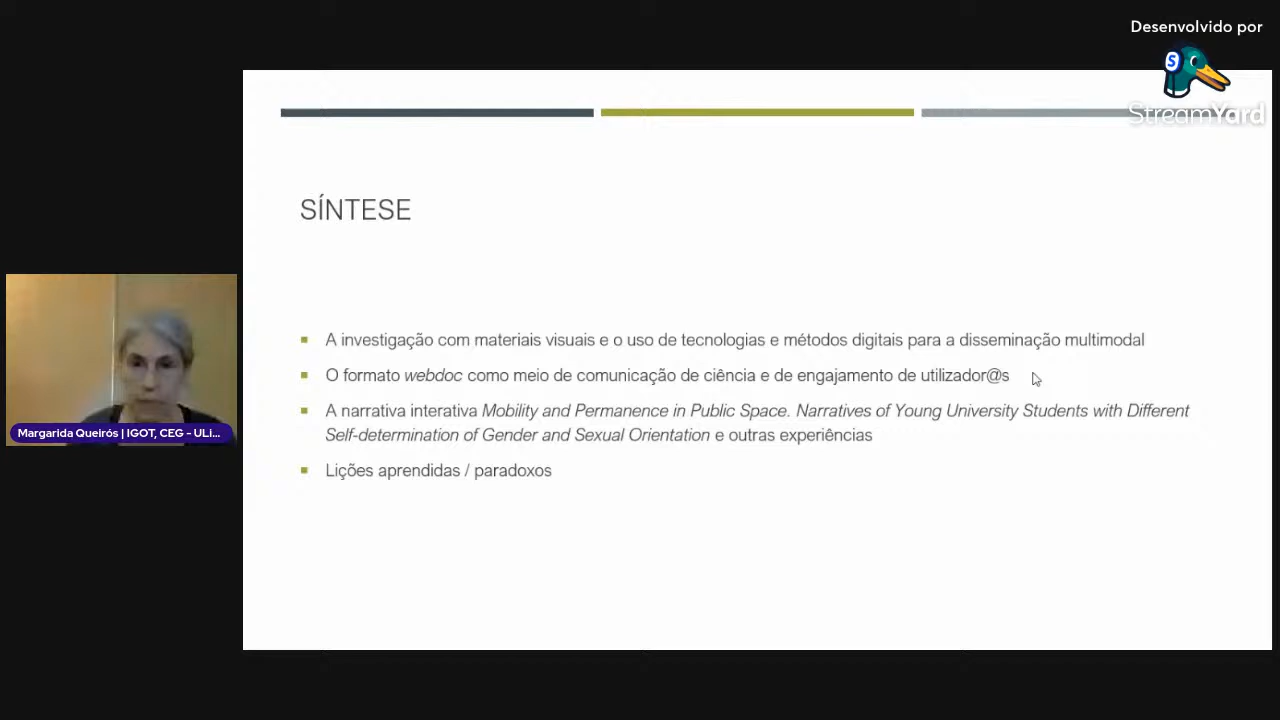 Desenvolvido por
S
StreamYard
SÍNTESE
A investigação com materiais visuais e o uso de tecnologias e métodos digitais para a disseminação multimodal
O formato webdoc como meio de comunicação de ciência e de engajamento de utilizador@s
A narrativa interativa Mobility and Permanence in Public Space. Narratives of Young University Students with Different
Self-determination of Gender and Sexual Orientation e outras experiências
Lições aprendidas / paradoxos
Margarida Queirós | IGOT, CEG - ULi...